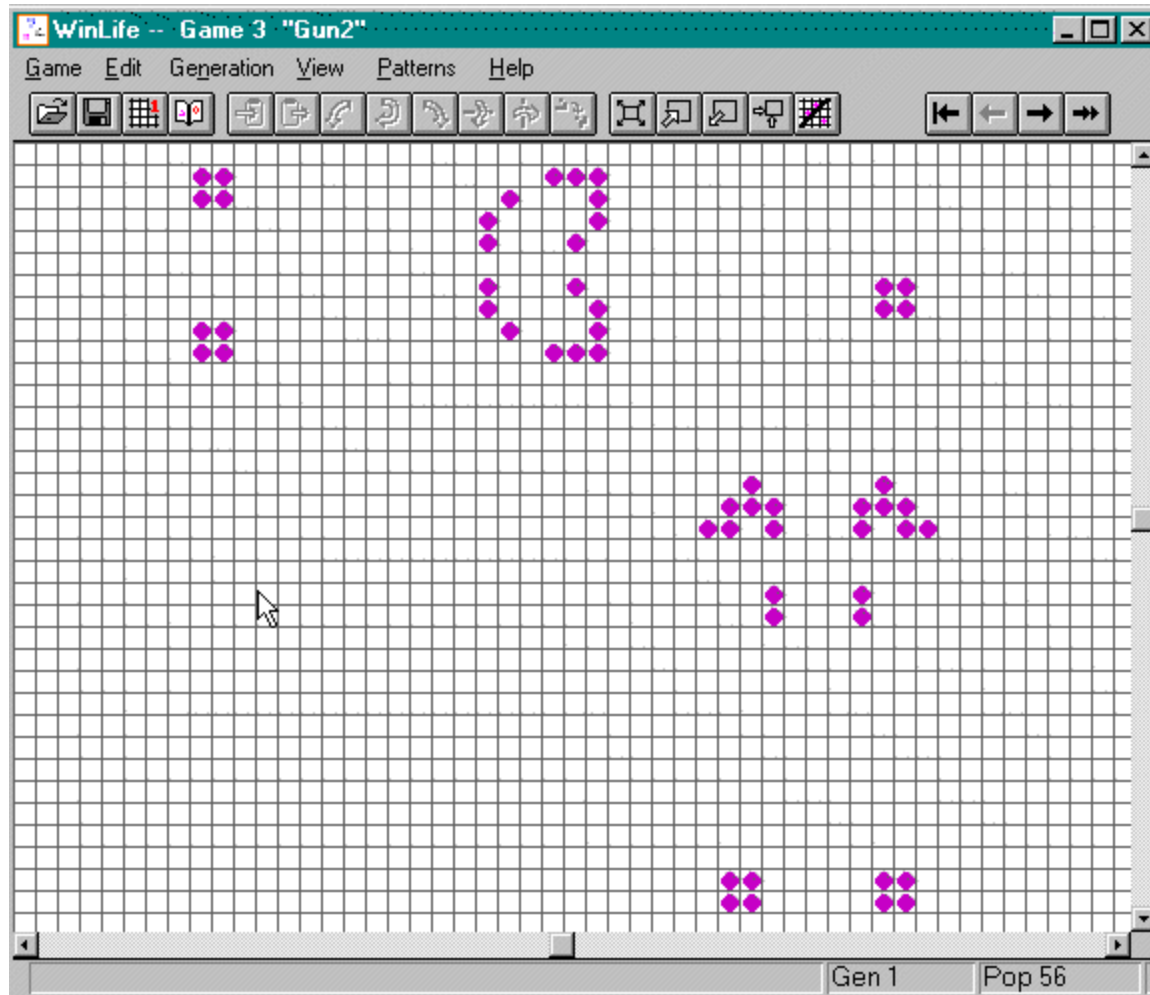 WinLife -- Game 3 "Gun2"
Game Edit Generation View Patterns Help
Gen 1 Pop 56